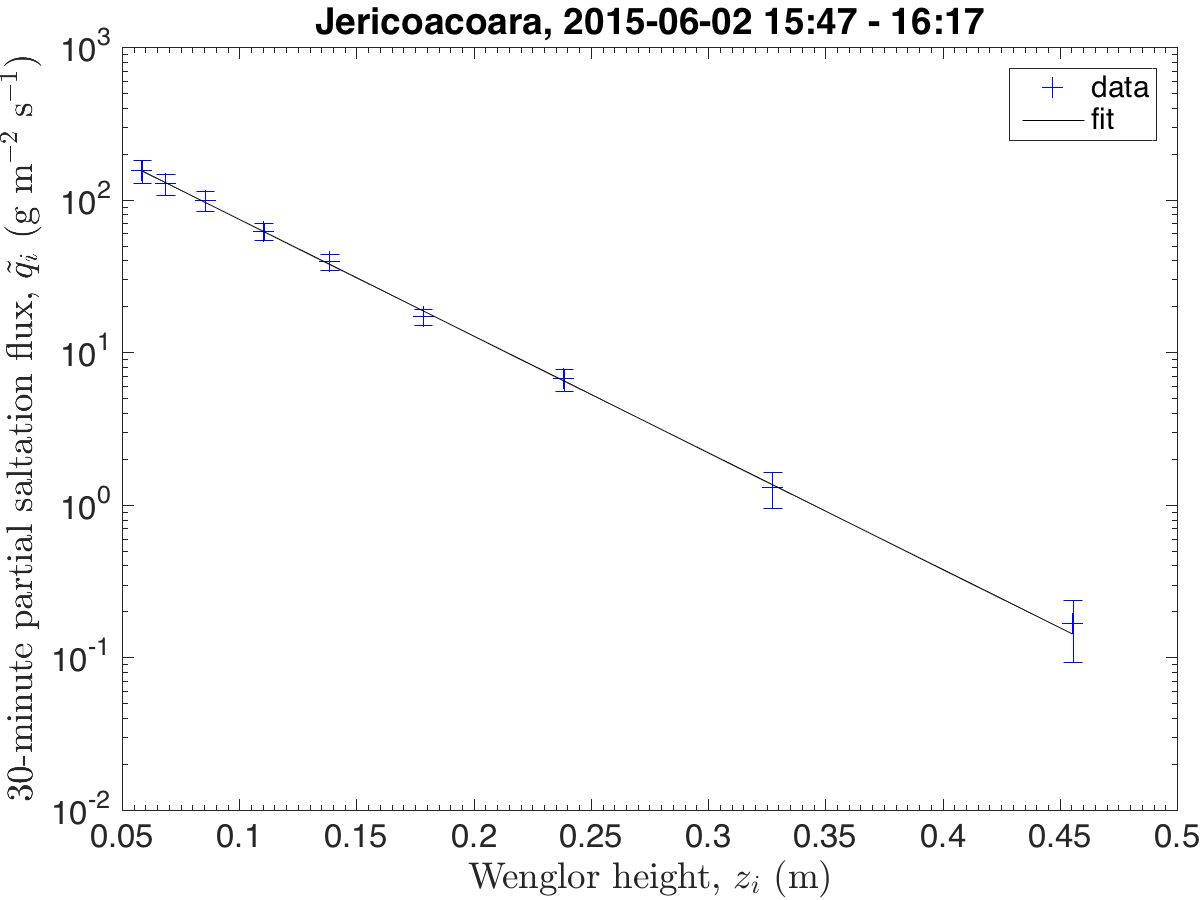 Jericoacoara, 2015-06-02 15:47 - 16:17
data
fit
30-minute partial saltation flux, q̃ᵢ (g m⁻² s⁻¹)
10³
10²
10¹
10⁰
10⁻¹
10⁻²
0.05 0.1 0.15 0.2 0.25 0.3 0.35 0.4 0.45 0.5
Wenglor height, zᵢ (m)